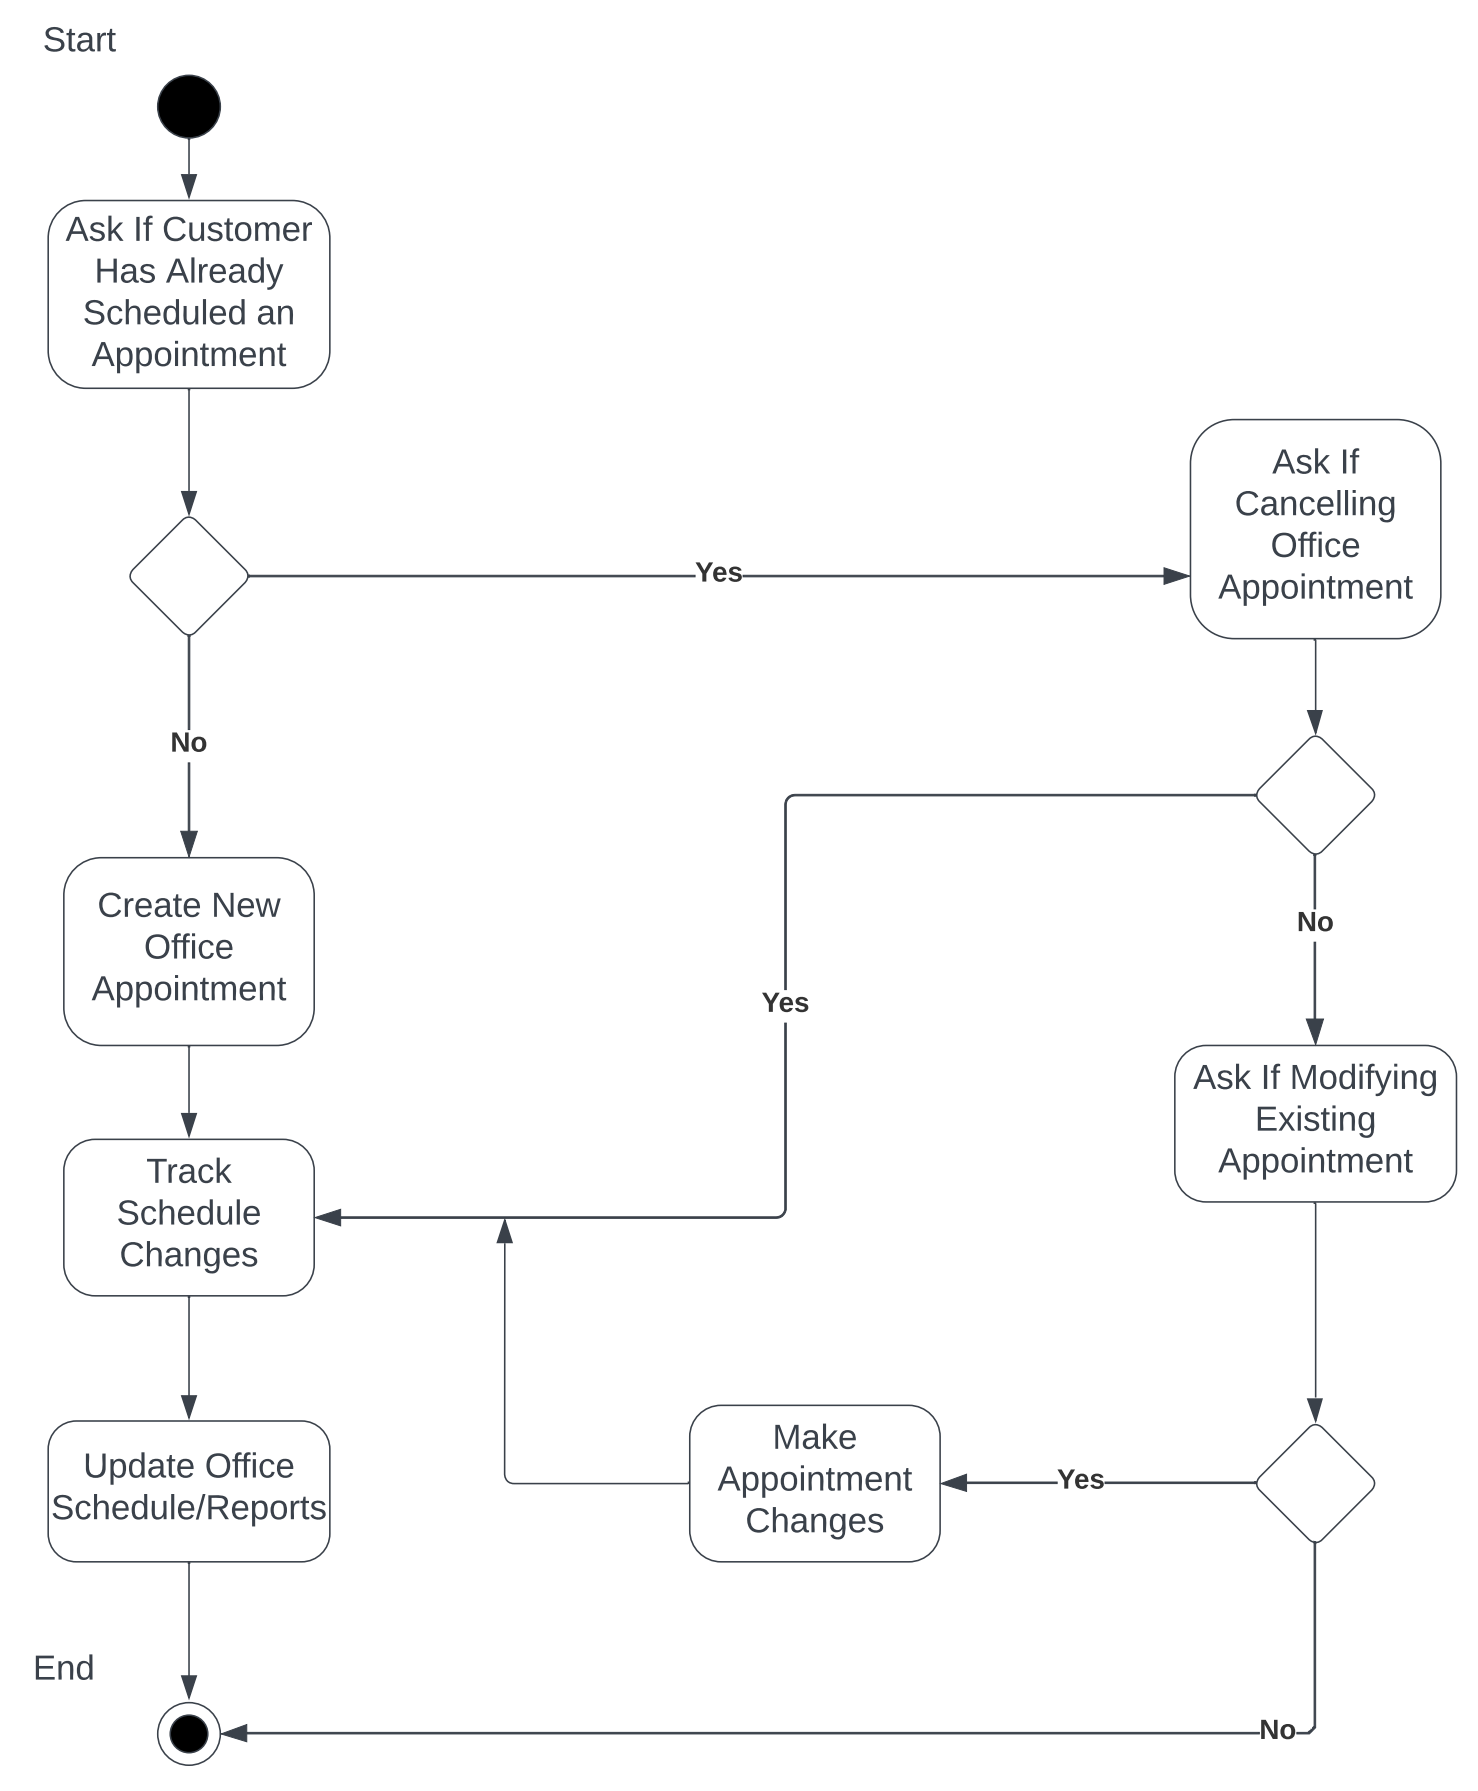 Start
Ask If Customer
Has Already
Scheduled an
Appointment
Ask If
Cancelling
Office
Appointment
Yes
No
Create New
Office
Appointment
No
Yes
Ask If Modifying
Existing
Appointment
Track
Schedule
Changes
Make
Appointment
Changes
Yes
Update Office
Schedule/Reports
End
No